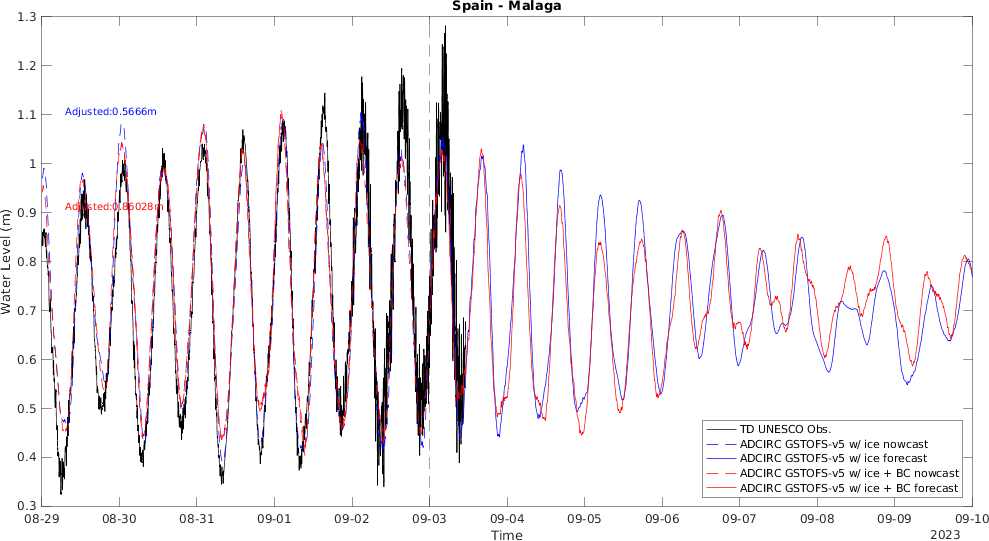 Spain - Malaga
1.3
1.2
1.1
1
0.9
0.8
0.7
0.6
0.5
0.4
0.3
Water Level (m)
Adjusted:0.5666m
Adjusted:0.86028m
TD UNESCO Obs.
ADCIRC GSTOFS-v5 w/ ice nowcast
ADCIRC GSTOFS-v5 w/ ice forecast
ADCIRC GSTOFS-v5 w/ ice + BC nowcast
ADCIRC GSTOFS-v5 w/ ice + BC forecast
08-29 08-30 08-31 09-01 09-02 09-03 09-04 09-05 09-06 09-07 09-08 09-09 09-10
Time
2023